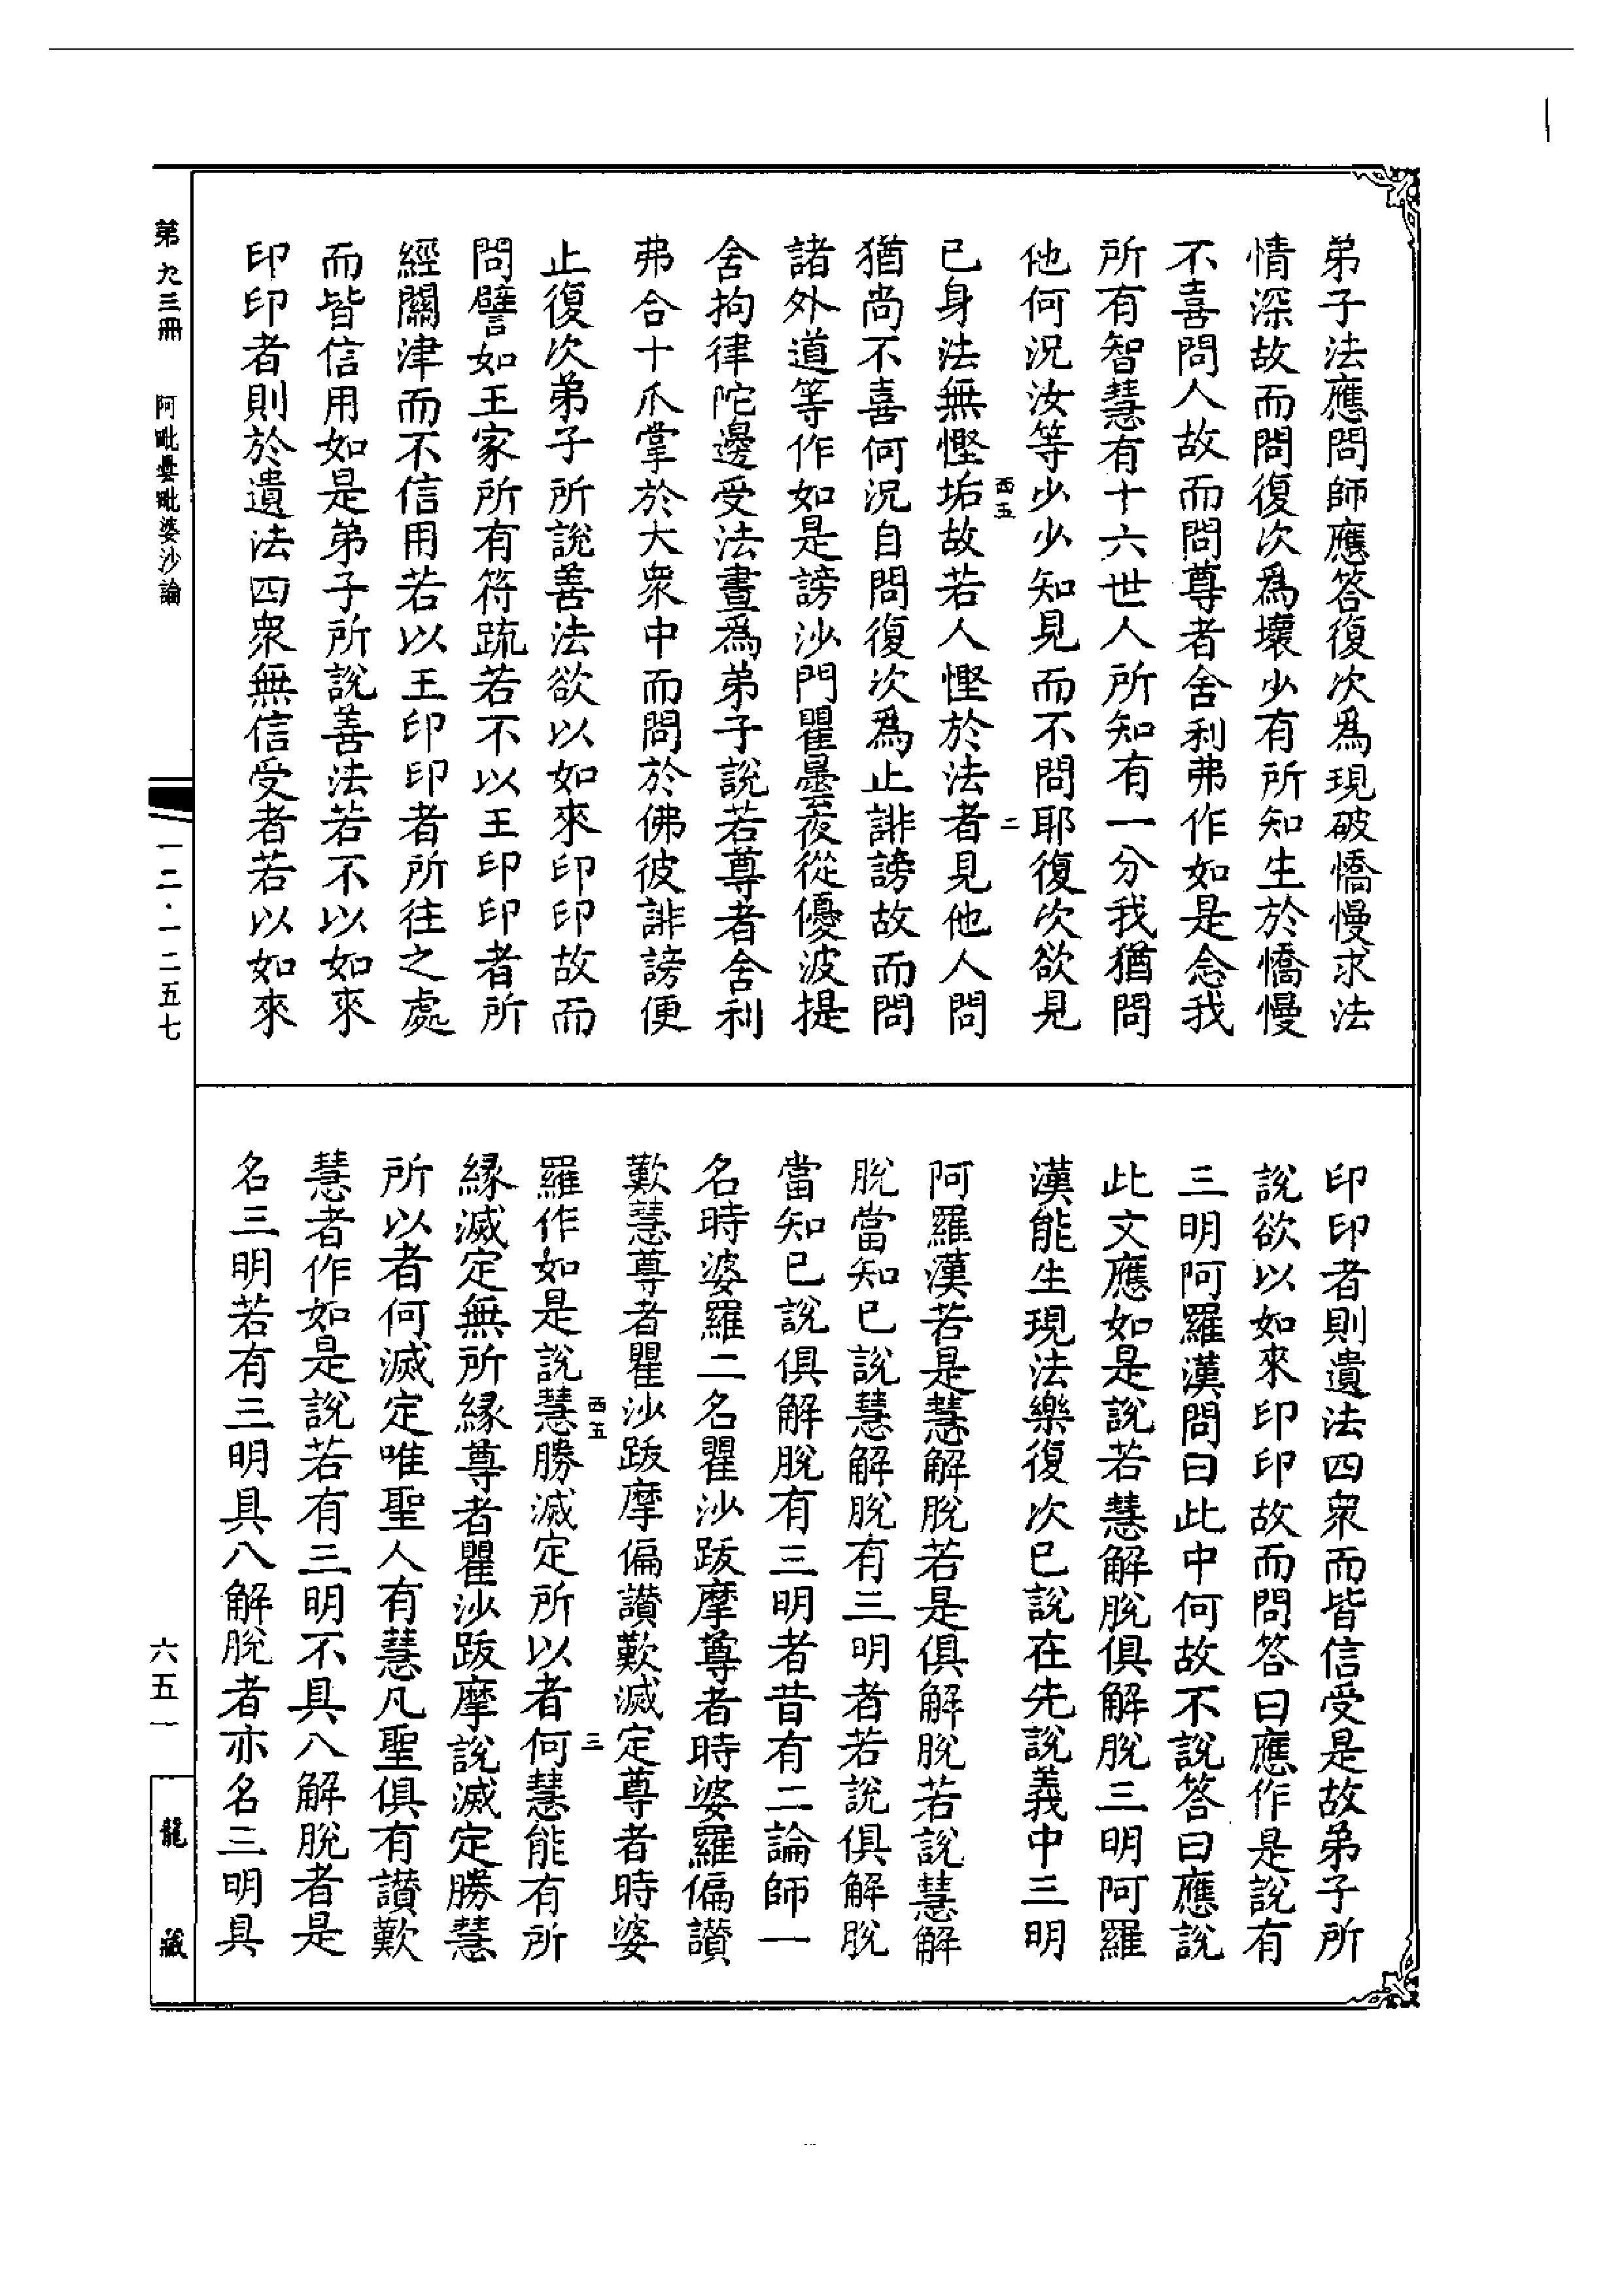 弟子法應問師應答復次爲現破憍慢求法
情深故而問復次爲壞少有所知生於憍慢
不喜問人故而問尊者舍利弗作如是念我
所有智慧有十六世人所知有一分我猶問
他何況汝等少少知見而不問耶復次欲見
西五
二
已身法無慳垢故若人慳於法者見他人問
猶尚不喜何況自問復次爲止誹謗故而問
諸外道等作如是謗沙門瞿曇夜從優波提
舍拘律陀邊受法晝爲弟子說若尊者舍利
弗合十爪掌於大衆中而問於佛彼誹謗便
止復次弟子所說善法欲以如來印印故而
問譬如王家所有符疏若不以王印印者所
經關津而不信用若以王印印者所往之處
而皆信用如是弟子所說善法若不以如來
印印者則於遺法四衆無信受者若以如來
印印者則遺法四衆而皆信受是故弟子所
說欲以如來印印故而問答曰應作是說有
三明阿羅漢問曰此中何故不說答曰應說
此文應如是說若慧解脫俱解脫三明阿羅
漢能生現法樂復次已說在先說義中三明
阿羅漢若是慧解脫若是俱解脫若說慧解
脫當知已說慧解脫有三明者若說俱解脫
當知已說俱解脫有三明者昔有二論師一
名時婆羅二名瞿沙跋摩尊者時婆羅偏讚
歎慧尊者瞿沙跋摩偏讚歎滅定尊者時婆
西五
三
羅作如是說慧勝滅定所以者何慧能有所
緣滅定無所緣尊者瞿沙跋摩說滅定勝慧
所以者何滅定唯聖人有慧凡聖俱有讚歎
慧者作如是說若有三明不具八解脫者是
名三明若有三明具八解脫者亦名三明具
第九三冊
阿毗曇毗婆沙論
一二·一二五七
六五一
龍藏